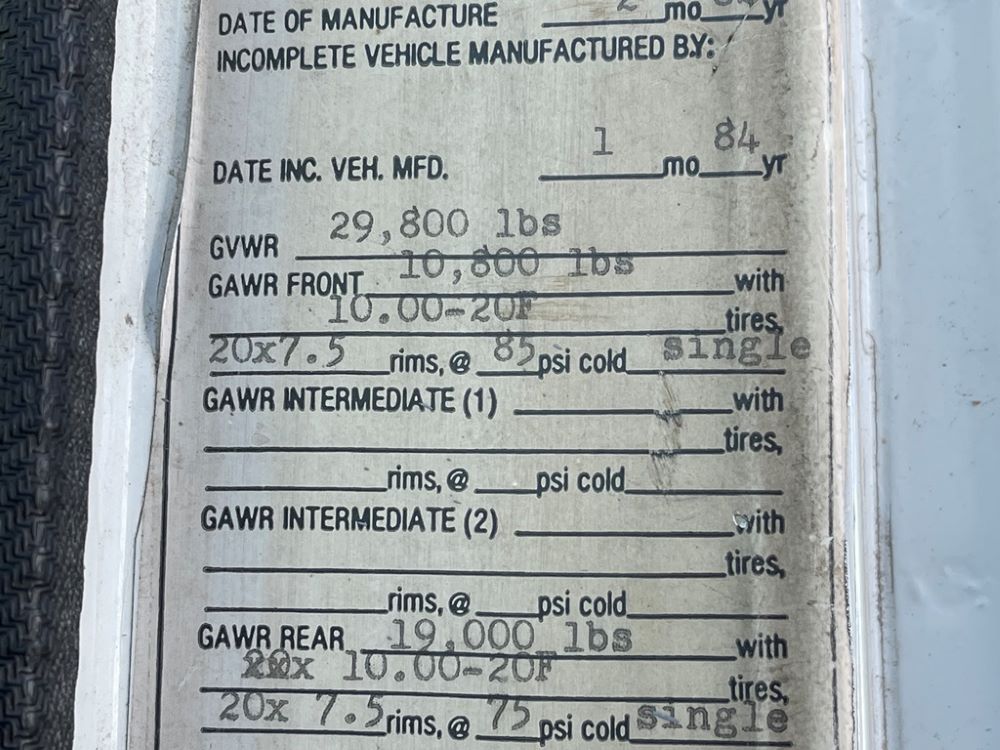 DATE OF MANUFACTURE 2 mo yr
INCOMPLETE VEHICLE MANUFACTURED BY:
DATE INC. VEH. MFD. 1 mo 84 yr
GVWR 29,800 lbs
GAWR FRONT 10,800 lbs with
10.00-20F tires,
20x7.5 rims, @ 85 psi cold single
GAWR INTERMEDIATE (1) with
tires,
rims, @ psi cold
GAWR INTERMEDIATE (2) with
tires,
rims, @ psi cold
GAWR REAR 19,000 lbs with
10.00-20F tires,
20x 7.5 rims, @ 75 psi cold single